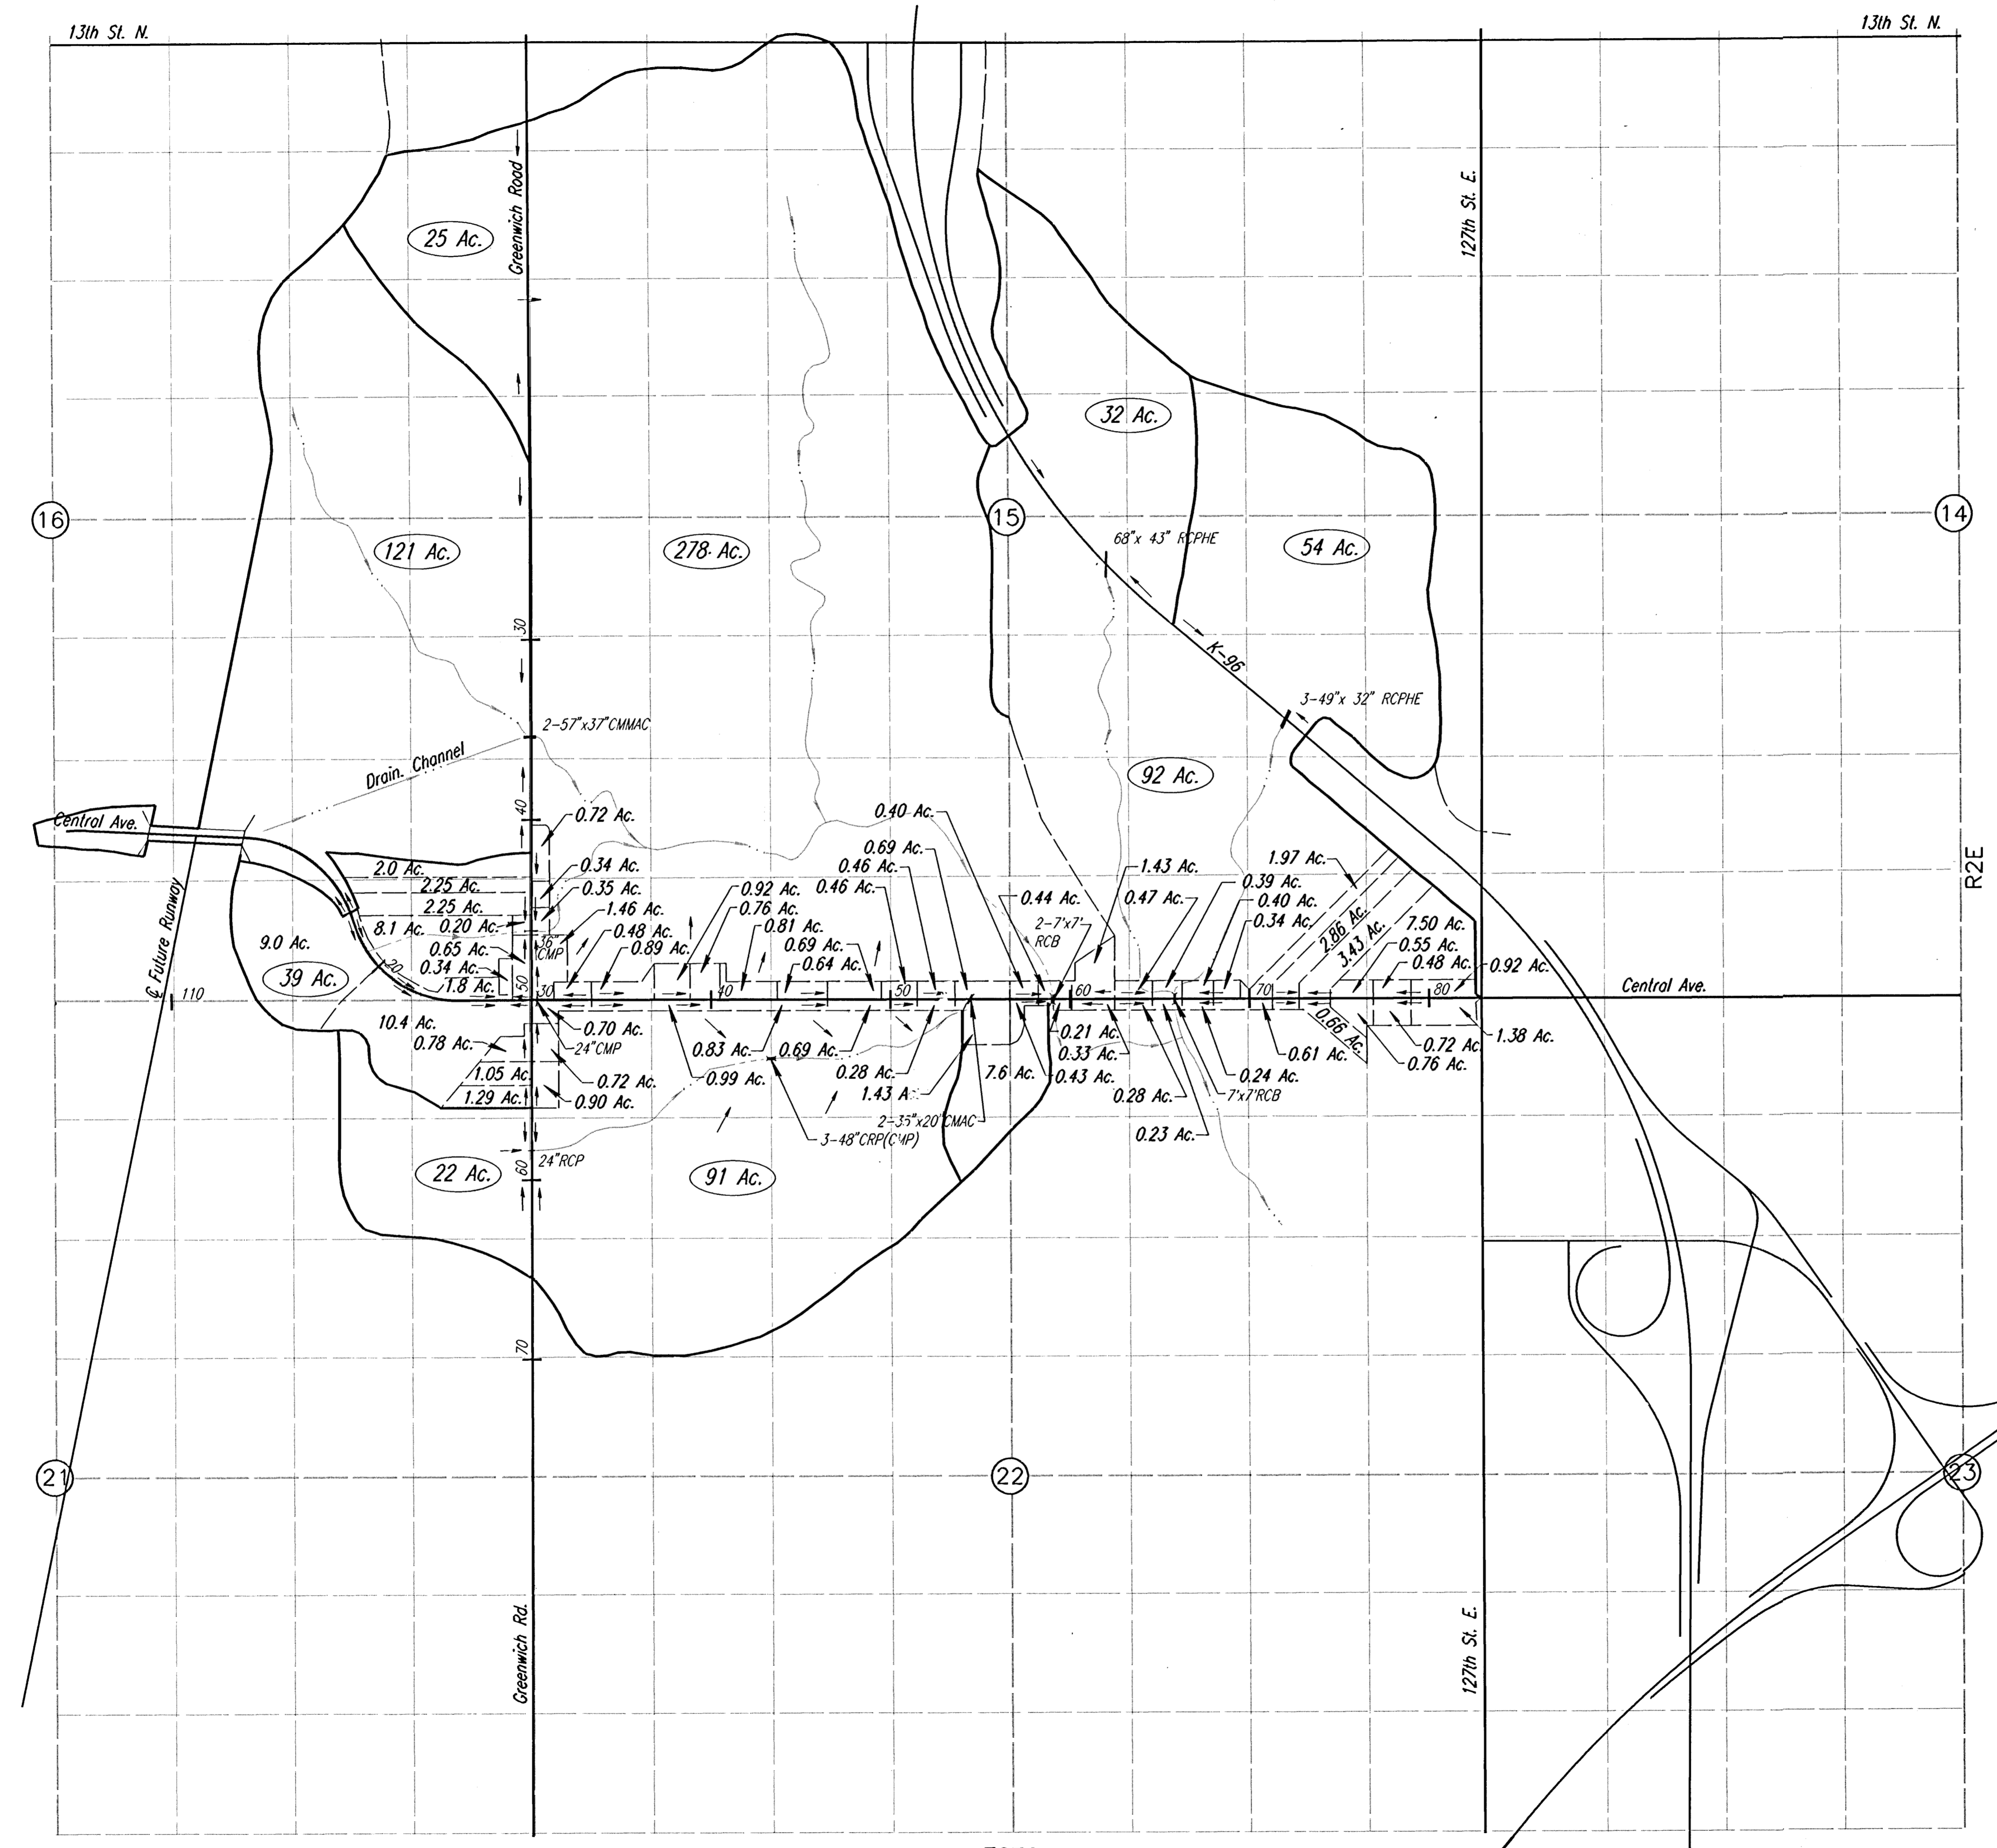 13th St. N.
13th St. N.
Greenwich Road
127th St. E.
25 Ac.
32 Ac.
16
15
14
121 Ac.
278 Ac.
68"x 43" RCPHE
54 Ac.
30
K-96
3-49"x 32" RCPHE
2-57"x37"CMMAC
Drain. Channel
92 Ac.
40
0.72 Ac.
0.40 Ac.
Central Ave.
R2E
0.69 Ac.
2.0 Ac.
0.34 Ac.
0.46 Ac.
1.43 Ac.
1.97 Ac.
2.25 Ac.
0.35 Ac.
0.92 Ac.
0.46 Ac.
0.44 Ac.
0.47 Ac.
0.39 Ac.
2.25 Ac.
1.46 Ac.
0.76 Ac.
0.40 Ac.
8.1 Ac.
0.20 Ac.
0.48 Ac.
0.81 Ac.
2-7'x7'
RCB
0.34 Ac.
2.86 Ac.
7.50 Ac.
9.0 Ac.
0.65 Ac.
36"
CMP
0.89 Ac.
0.69 Ac.
3.43 Ac.
0.55 Ac.
39 Ac.
20
0.34 Ac.
0.64 Ac.
0.48 Ac.
0.92 Ac.
℄ Future Runway
110
1.8 Ac.
50
30
40
50
60
70
80
Central Ave.
10.4 Ac.
0.70 Ac.
0.21 Ac.
0.66 Ac.
1.38 Ac.
0.78 Ac.
24"CMP
0.83 Ac.
0.69 Ac.
0.33 Ac.
0.61 Ac.
0.72 Ac.
0.76 Ac.
1.05 Ac.
0.72 Ac.
0.99 Ac.
0.28 Ac.
7.6 Ac.
0.43 Ac.
0.24 Ac.
1.29 Ac.
0.90 Ac.
1.43 A
0.28 Ac.
7'x7'RCB
2-35"x20"CMAC
3-48"CRP(CMP)
0.23 Ac.
24"RCP
60
22 Ac.
91 Ac.
70
21
22
23
Greenwich Rd.
127th St. E.